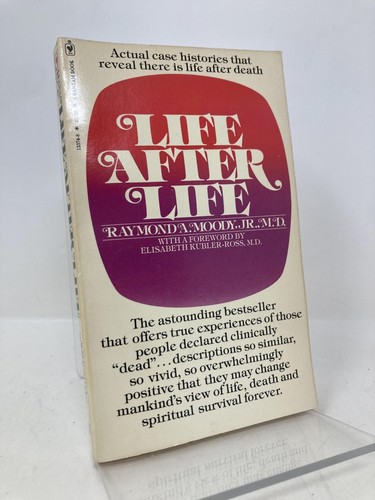 Actual case histories that
reveal there is life after death
LIFE
AFTER
LIFE
RAYMOND A. MOODY, JR., M.D.
WITH A FOREWORD BY
ELISABETH KUBLER-ROSS, M.D.
The astounding bestseller
that offers true experiences of those
people declared clinically
“dead”... descriptions so similar,
so vivid, so overwhelmingly
positive that they may change
mankind's view of life, death and
spiritual survival forever.